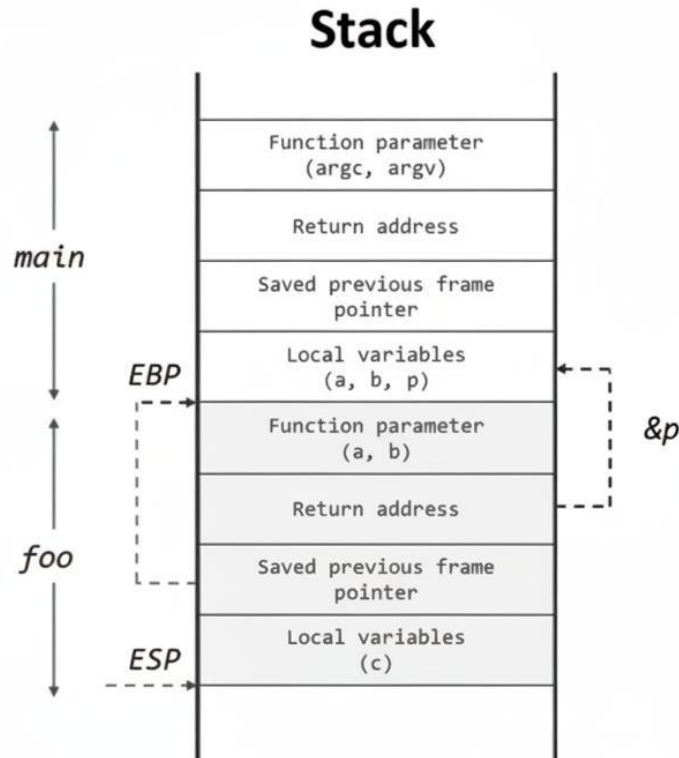 Stack
Function parameter
(argc, argv)
Return address
main
Saved previous frame
pointer
Local variables
(a, b, p)
EBP
Function parameter
(a, b)
&p
Return address
foo
Saved previous frame
pointer
Local variables
(c)
ESP